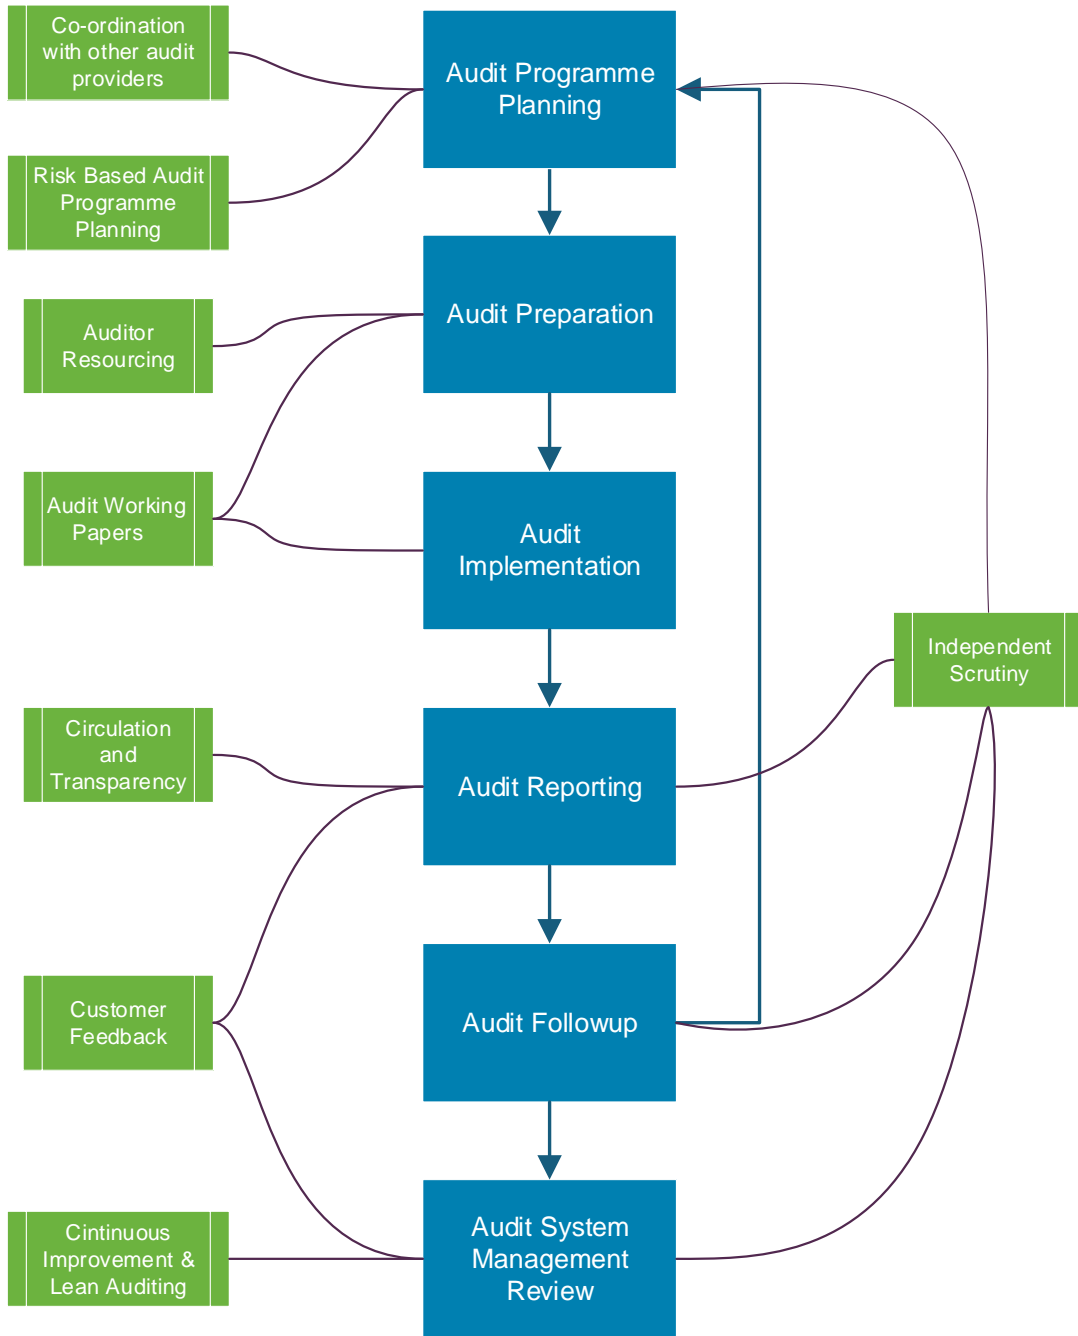 Co-ordination
with other audit
providers
Audit Programme
Planning
Risk Based Audit
Programme
Planning
Audit Preparation
Auditor
Resourcing
Audit Working
Papers
Audit
Implementation
Independent
Scrutiny
Circulation
and
Transparency
Audit Reporting
Customer
Feedback
Audit Followup
Cintinuous
Improvement &
Lean Auditing
Audit System
Management
Review